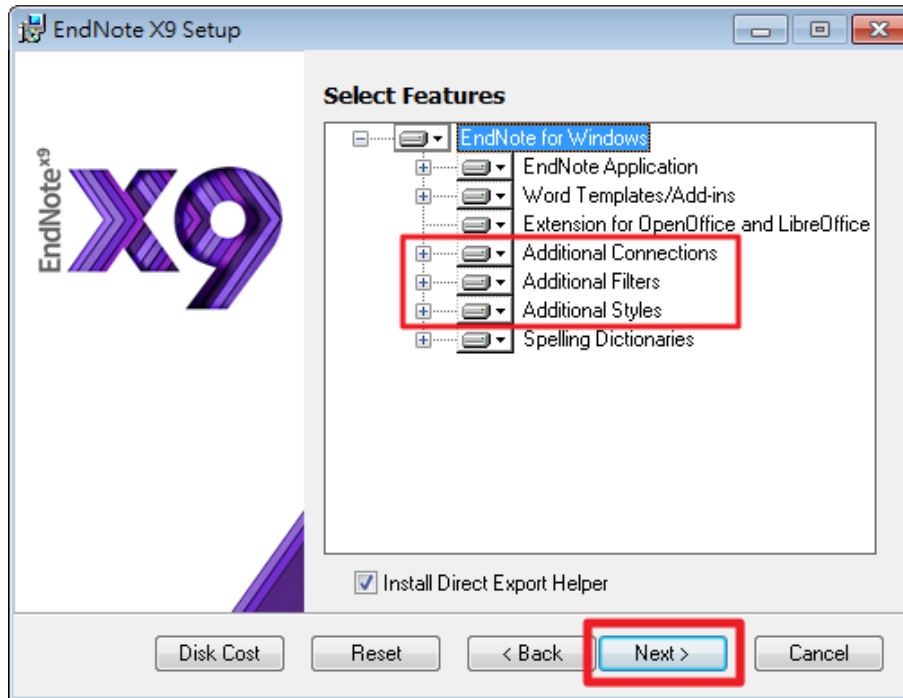 EndNote X9 Setup
Select Features
EndNote for Windows
EndNote Application
Word Templates/Add-ins
Extension for OpenOffice and LibreOffice
Additional Connections
Additional Filters
Additional Styles
Spelling Dictionaries
EndNote x9
X9
Install Direct Export Helper
Disk Cost
Reset
< Back
Next >
Cancel